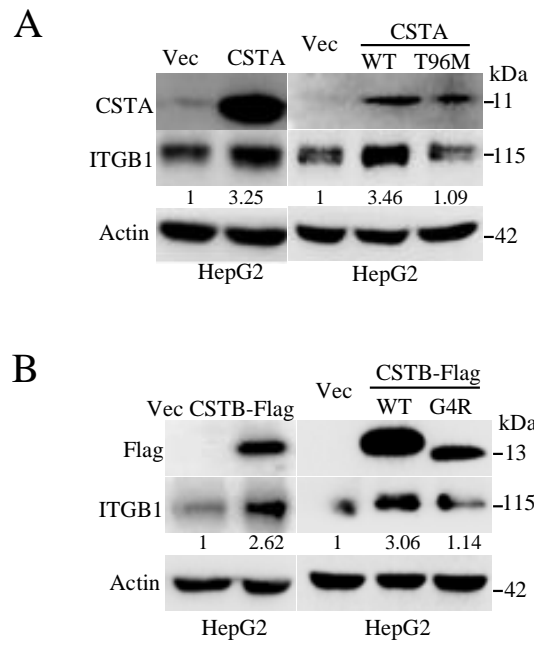 A
Vec CSTA Vec CSTA
WT T96M
kDa
CSTA -11
ITGB1 -115
1 3.25 1 3.46 1.09
Actin -42
HepG2 HepG2
B
Vec CSTB-Flag Vec CSTB-Flag
WT G4R
kDa
Flag -13
ITGB1 -115
1 2.62 1 3.06 1.14
Actin -42
HepG2 HepG2